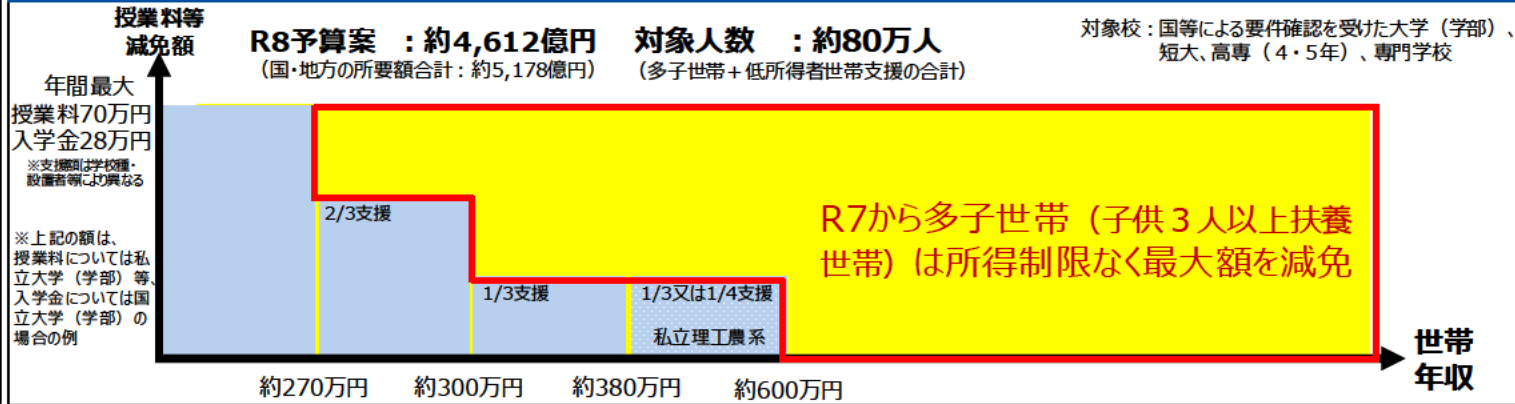 授業料等
減免額
R8予算案 ：約4,612億円 対象人数 ：約80万人
（国・地方の所要額合計：約5,178億円） （多子世帯＋低所得者世帯支援の合計）
対象校：国等による要件確認を受けた大学（学部）、
短大、高専（4・5年）、専門学校
年間最大
授業料70万円
入学金28万円
※支援額は学校種・
設置者等により異なる
※上記の額は、
授業料については私
立大学（学部）等、
入学金については国
立大学（学部）の
場合の例
2/3支援
1/3支援
1/3又は1/4支援
私立理工農系
R7から多子世帯（子供３人以上扶養
世帯）は所得制限なく最大額を減免
約270万円 約300万円 約380万円 約600万円
世帯
年収